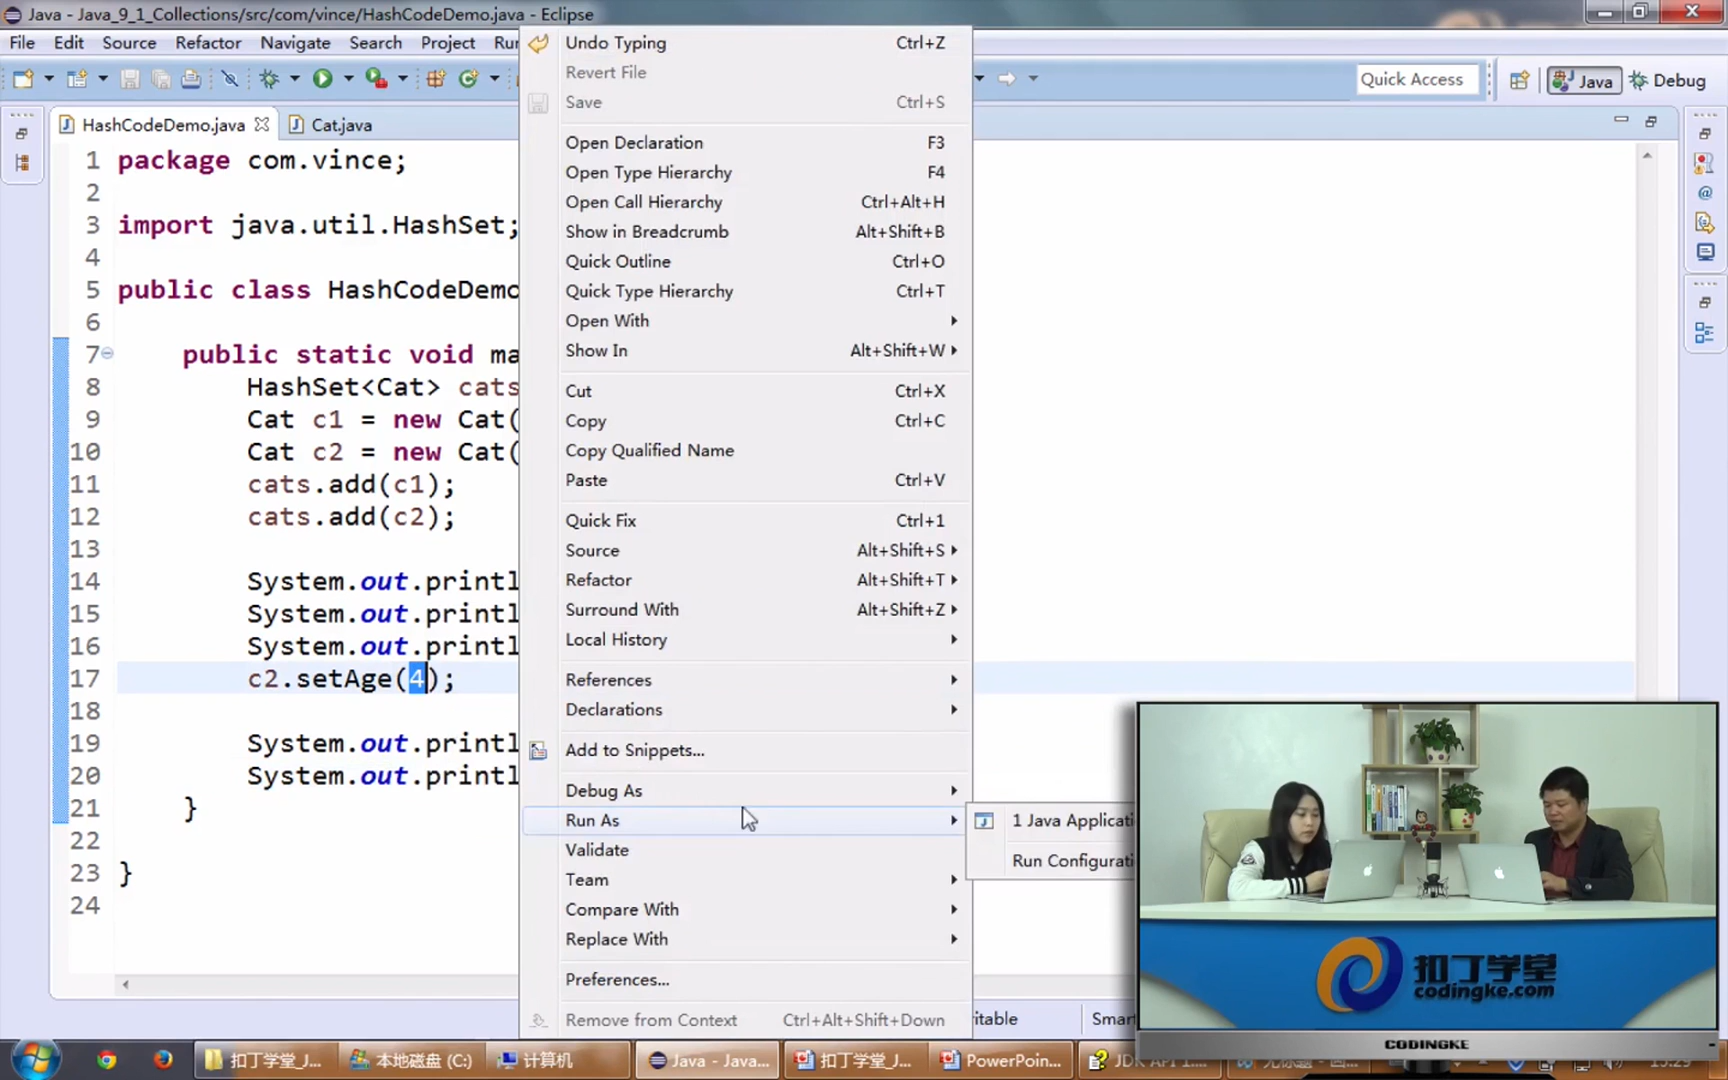 Java - Java_9_1_Collections/src/com/vince/HashCodeDemo.java - Eclipse
File Edit Source Refactor Navigate Search Project
Quick Access Java Debug
HashCodeDemo.java Cat.java
1 package com.vince;
2
3 import java.util.HashSet;
4
5 public class HashCodeDemo
6
7 public static void
8 HashSet<Cat> cats
9 Cat c1 = new Cat(
10 Cat c2 = new Cat(
11 cats.add(c1);
12 cats.add(c2);
13
14 System.out.printl
15 System.out.printl
16 System.out.printl
17 c2.setAge(4);
18
19 System.out.printl
20 System.out.printl
21 }
22
23 }
24
Undo Typing Ctrl+Z
Revert File
Save Ctrl+S
Open Declaration F3
Open Type Hierarchy F4
Open Call Hierarchy Ctrl+Alt+H
Show in Breadcrumb Alt+Shift+B
Quick Outline Ctrl+O
Quick Type Hierarchy Ctrl+T
Open With
Show In Alt+Shift+W
Cut Ctrl+X
Copy Ctrl+C
Copy Qualified Name
Paste Ctrl+V
Quick Fix Ctrl+1
Source Alt+Shift+S
Refactor Alt+Shift+T
Surround With Alt+Shift+Z
Local History
References
Declarations
Add to Snippets...
Debug As
Run As
Validate
Team
Compare With
Replace With
Preferences...
Remove from Context Ctrl+Alt+Shift+Down
1 Java Applicati
Run Configurati
itable Smar
扣丁学堂
codingke.com
CODINGKE
扣丁学堂_J... 本地磁盘 (C:) 计算机 Java - Java... 扣丁学堂_J... PowerPoin... JDK API 1...